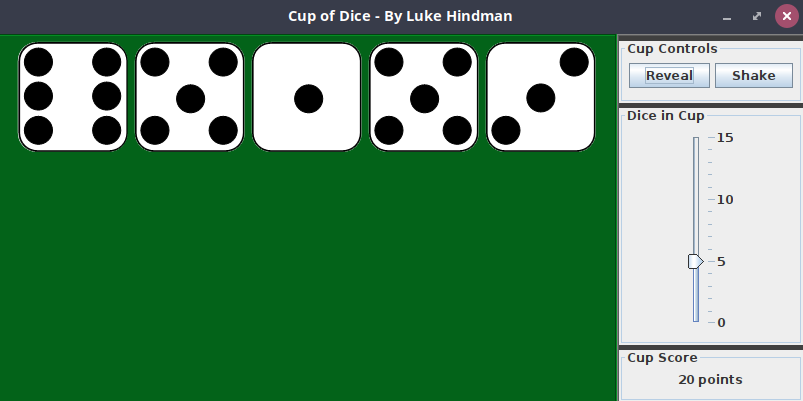 Cup of Dice - By Luke Hindman
Cup Controls
Reveal Shake
Dice in Cup
15
10
5
0
Cup Score
20 points